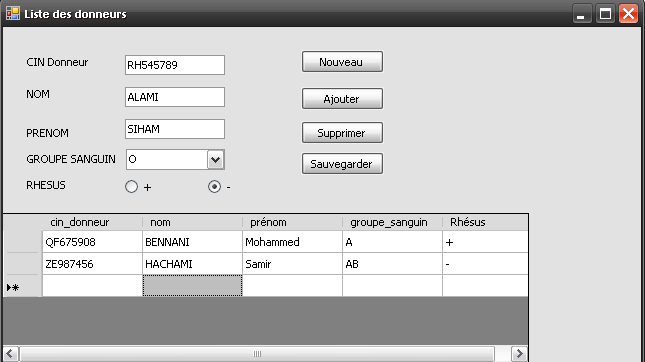 Liste des donneurs
CIN Donneur RH545789 Nouveau
NOM ALAMI Ajouter
PRENOM SIHAM Supprimer
GROUPE SANGUIN O Sauvegarder
RHESUS + -
cin_donneur nom prénom groupe_sanguin Rhésus
QF675908 BENNANI Mohammed A +
ZE987456 HACHAMI Samir AB -